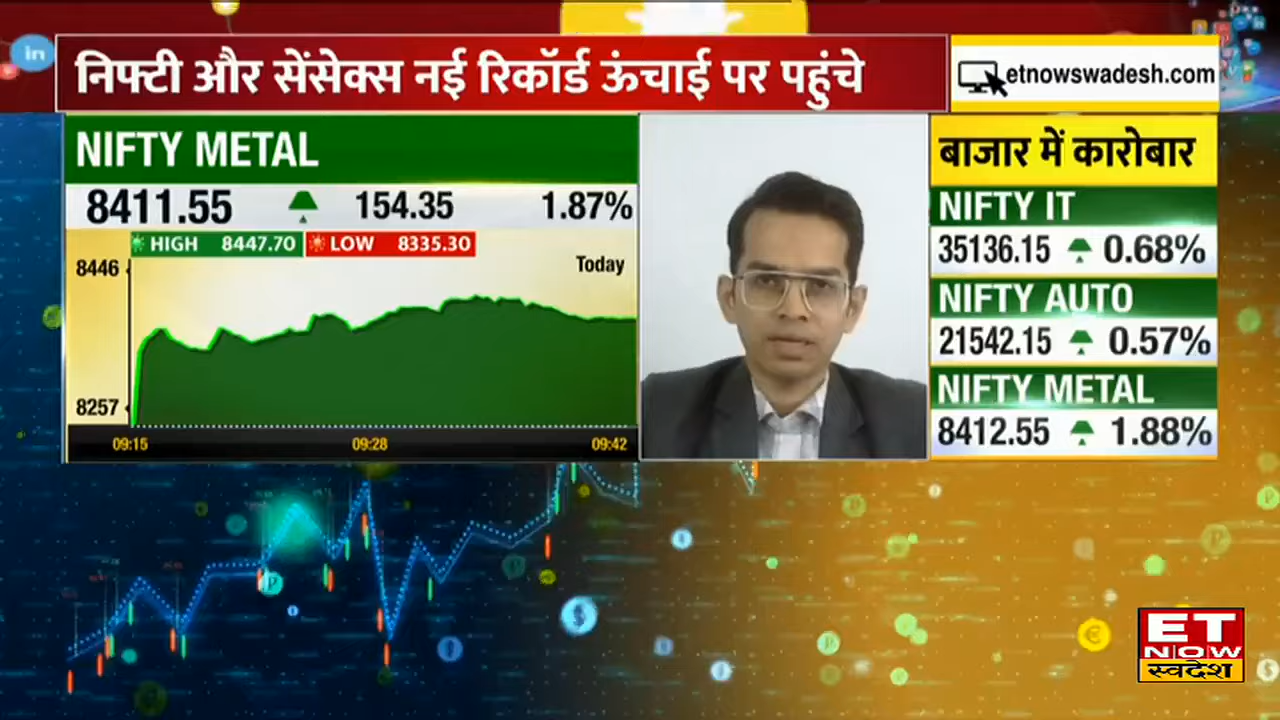 in
निफ्टी और सेंसेक्स नई रिकॉर्ड ऊंचाई पर पहुंचे
etnowswadesh.com
NIFTY METAL
8411.55 154.35 1.87%
HIGH 8447.70 LOW 8335.30
8446
Today
8257
09:15 09:28 09:42
बाजार में कारोबार
NIFTY IT
35136.15 0.68%
NIFTY AUTO
21542.15 0.57%
NIFTY METAL
8412.55 1.88%
ET
NOW
स्वदेश